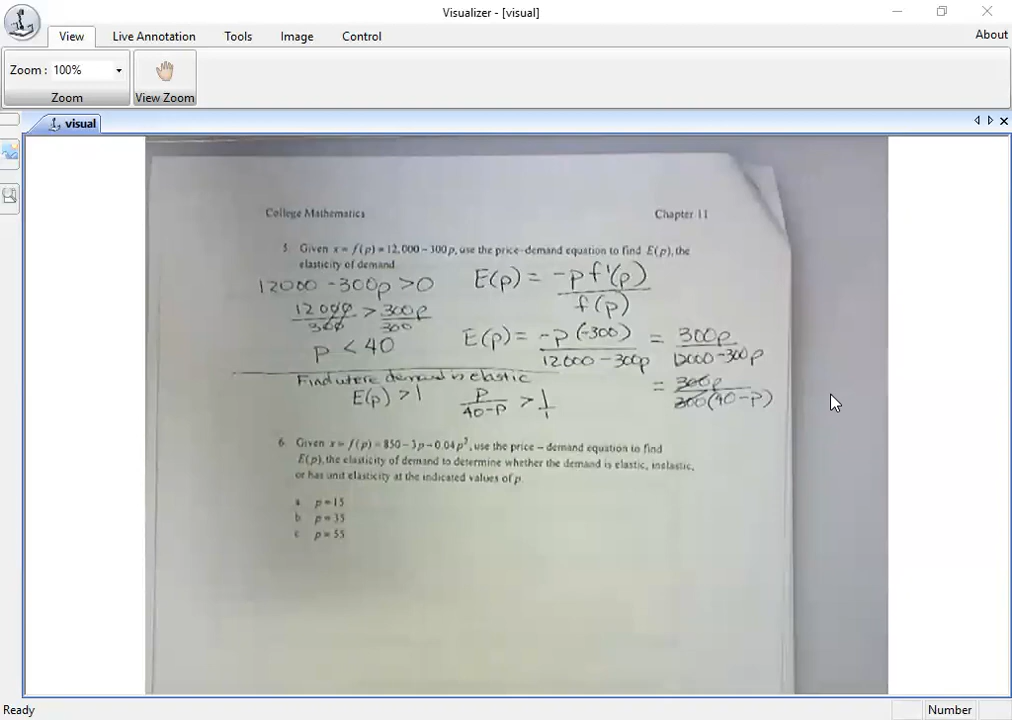 Visualizer - [visual]
View Live Annotation Tools Image Control About
Zoom : 100%
Zoom View Zoom
visual
College Mathematics Chapter 11
5. Given x = f(p) = 12,000 − 300p, use the price-demand equation to find E(p), the
elasticity of demand
12000 - 300p > 0
12000/300 > 300p/300
p < 40
E(p) = -p f'(p) / f(p)
E(p) = -p(-300) / 12000 - 300p = 300p / 12000 - 300p
= 300p / 300(40-p)
Find where demand is elastic
E(p) > 1 p / 40-p > 1/1
6. Given x = f(p) = 850 − 3p − 0.04p², use the price – demand equation to find
E(p), the elasticity of demand to determine whether the demand is elastic, inelastic,
or has unit elasticity at the indicated values of p.
a p = 15
b p = 35
c p = 55
Ready Number